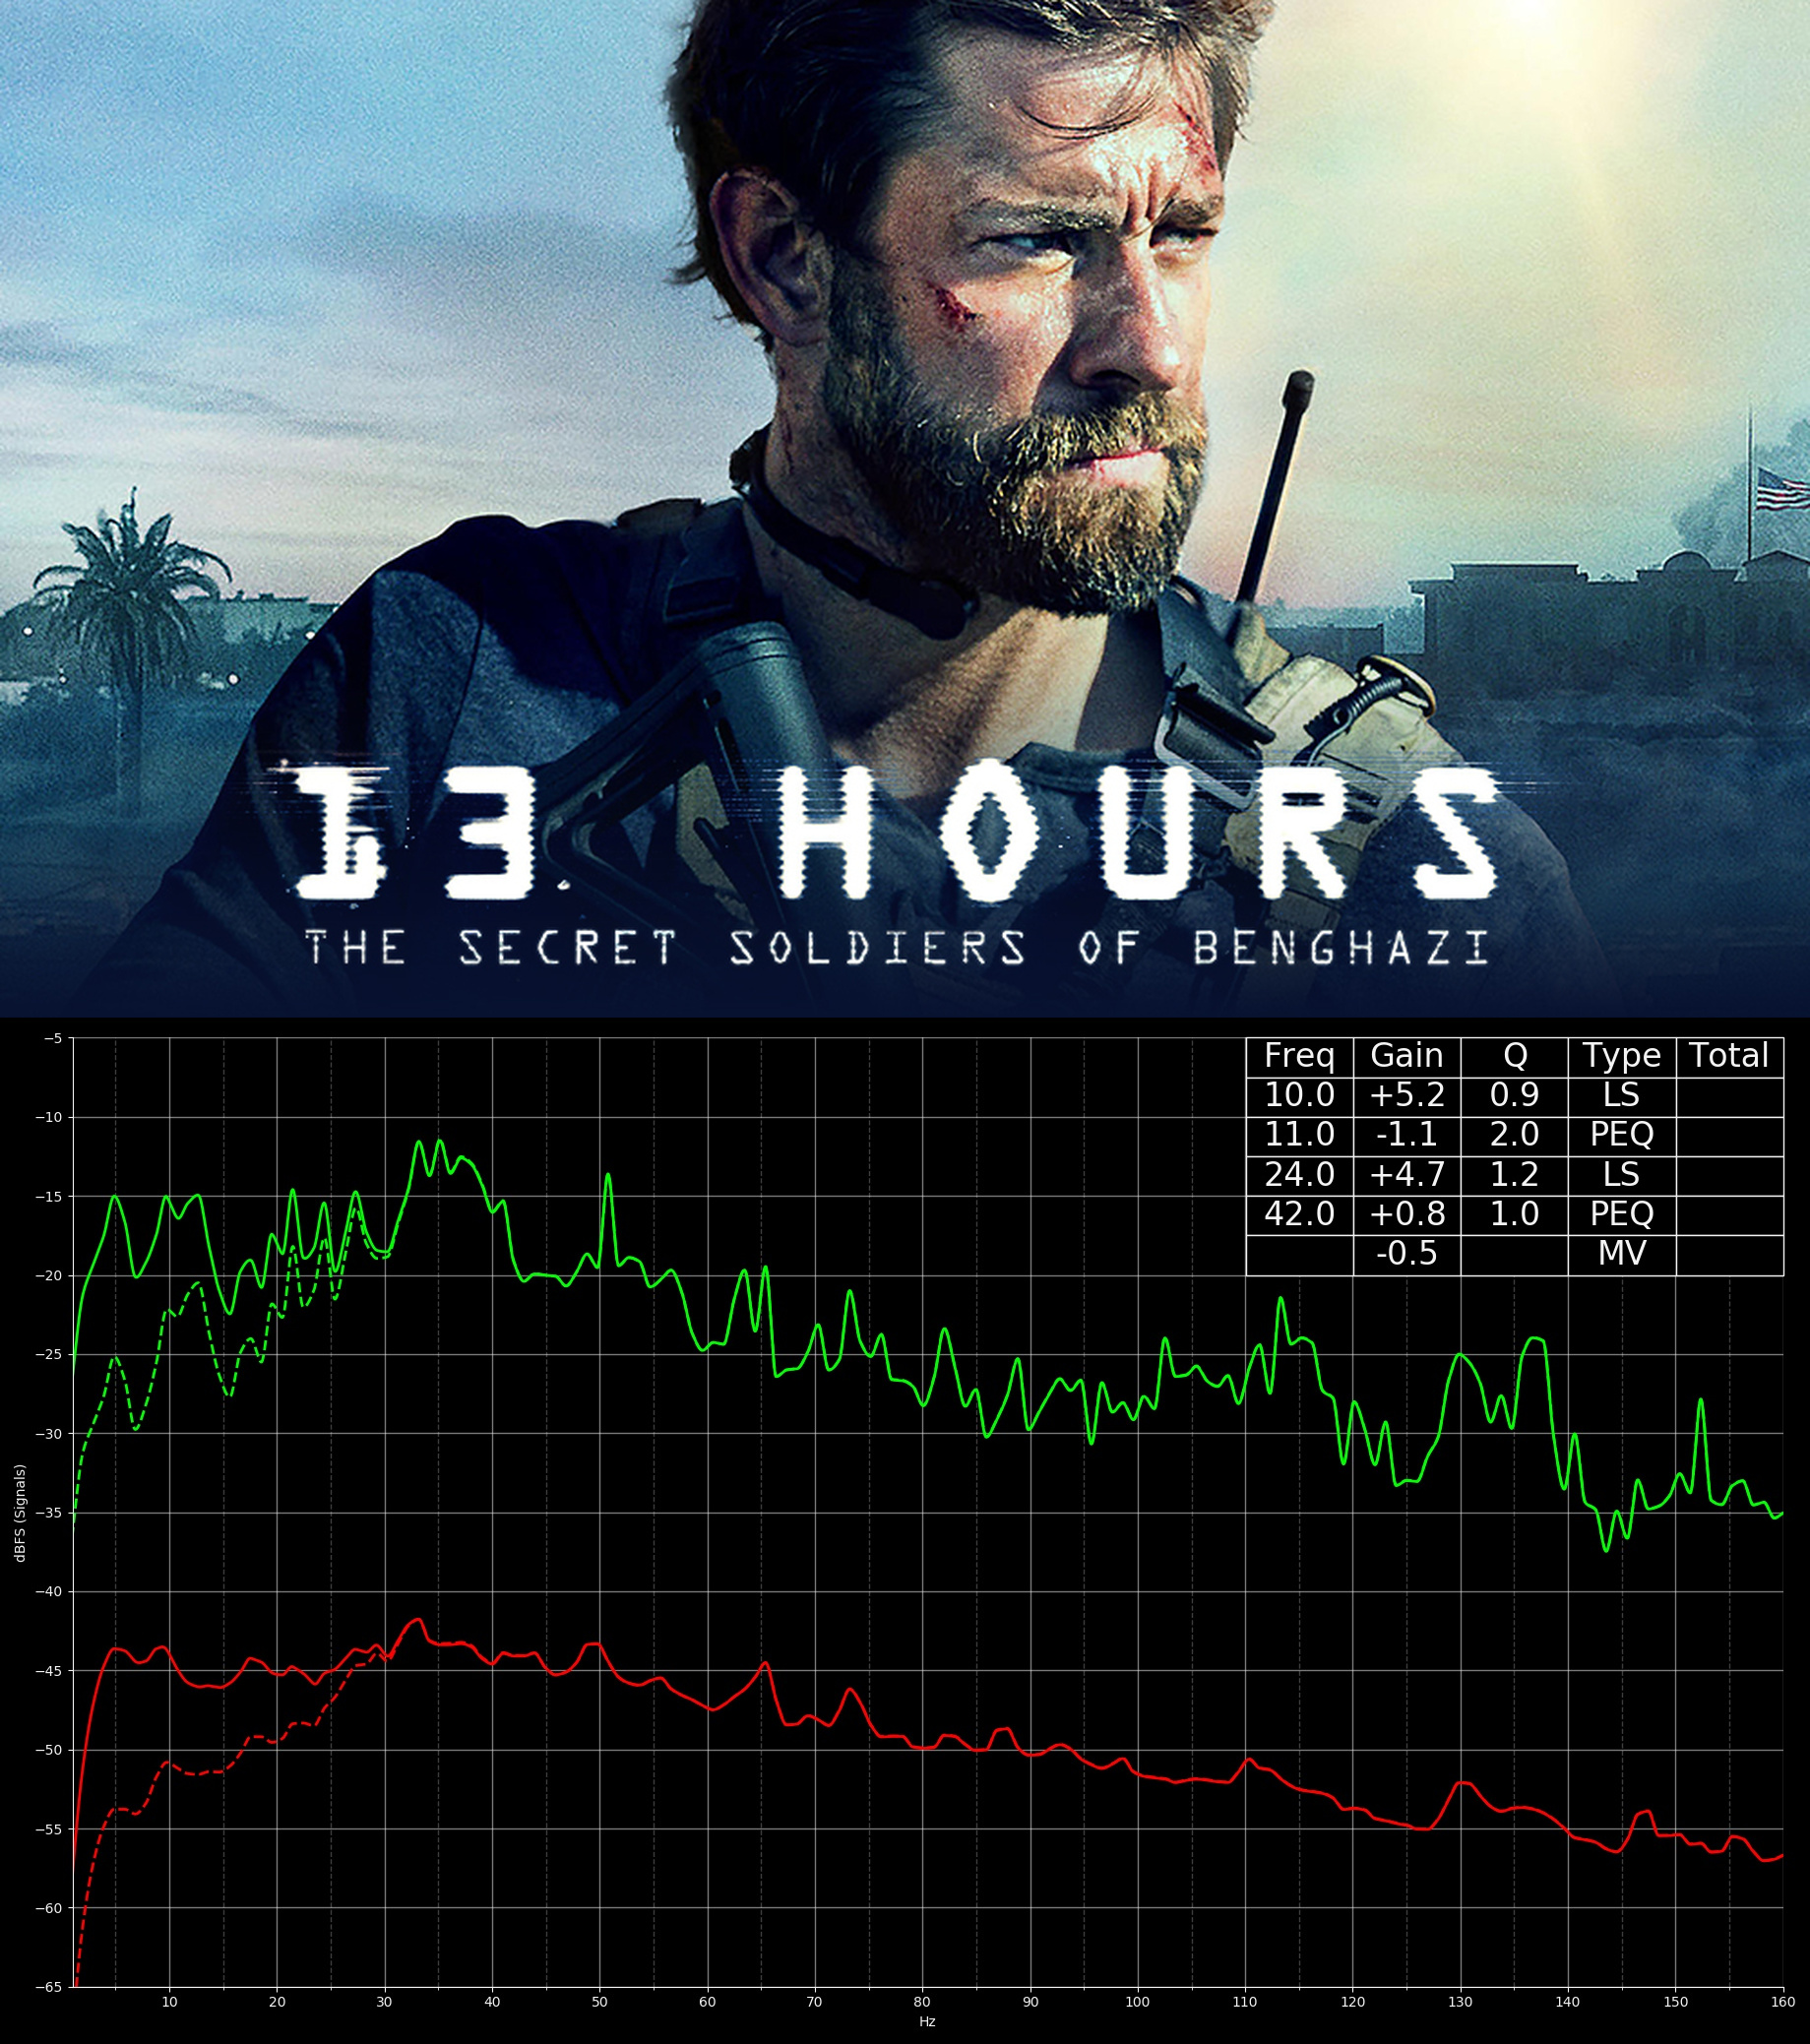 13 HOURS
THE SECRET SOLDIERS OF BENGHAZI
Freq Gain Q Type Total
10.0 +5.2 0.9 LS
11.0 -1.1 2.0 PEQ
24.0 +4.7 1.2 LS
42.0 +0.8 1.0 PEQ
-0.5 MV
−5
−10
−15
−20
−25
−30
−35
−40
−45
−50
−55
−60
−65
dBFS (Signals)
10 20 30 40 50 60 70 80 90 100 110 120 130 140 150 160
Hz